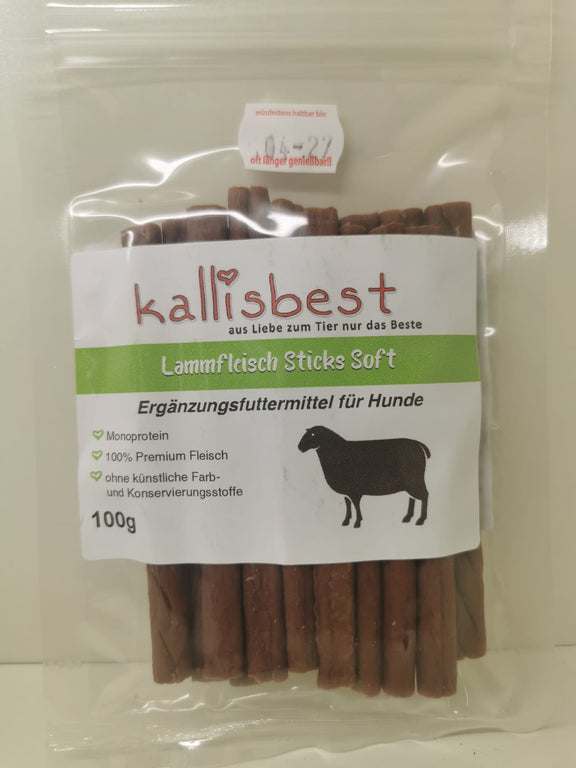 mindestens haltbar bis:
04-27
oft länger genießbar!!
kallisbest
aus Liebe zum Tier nur das Beste
Lammfleisch Sticks Soft
Ergänzungsfuttermittel für Hunde
Monoprotein
100% Premium Fleisch
ohne künstliche Farb-
und Konservierungsstoffe
100g